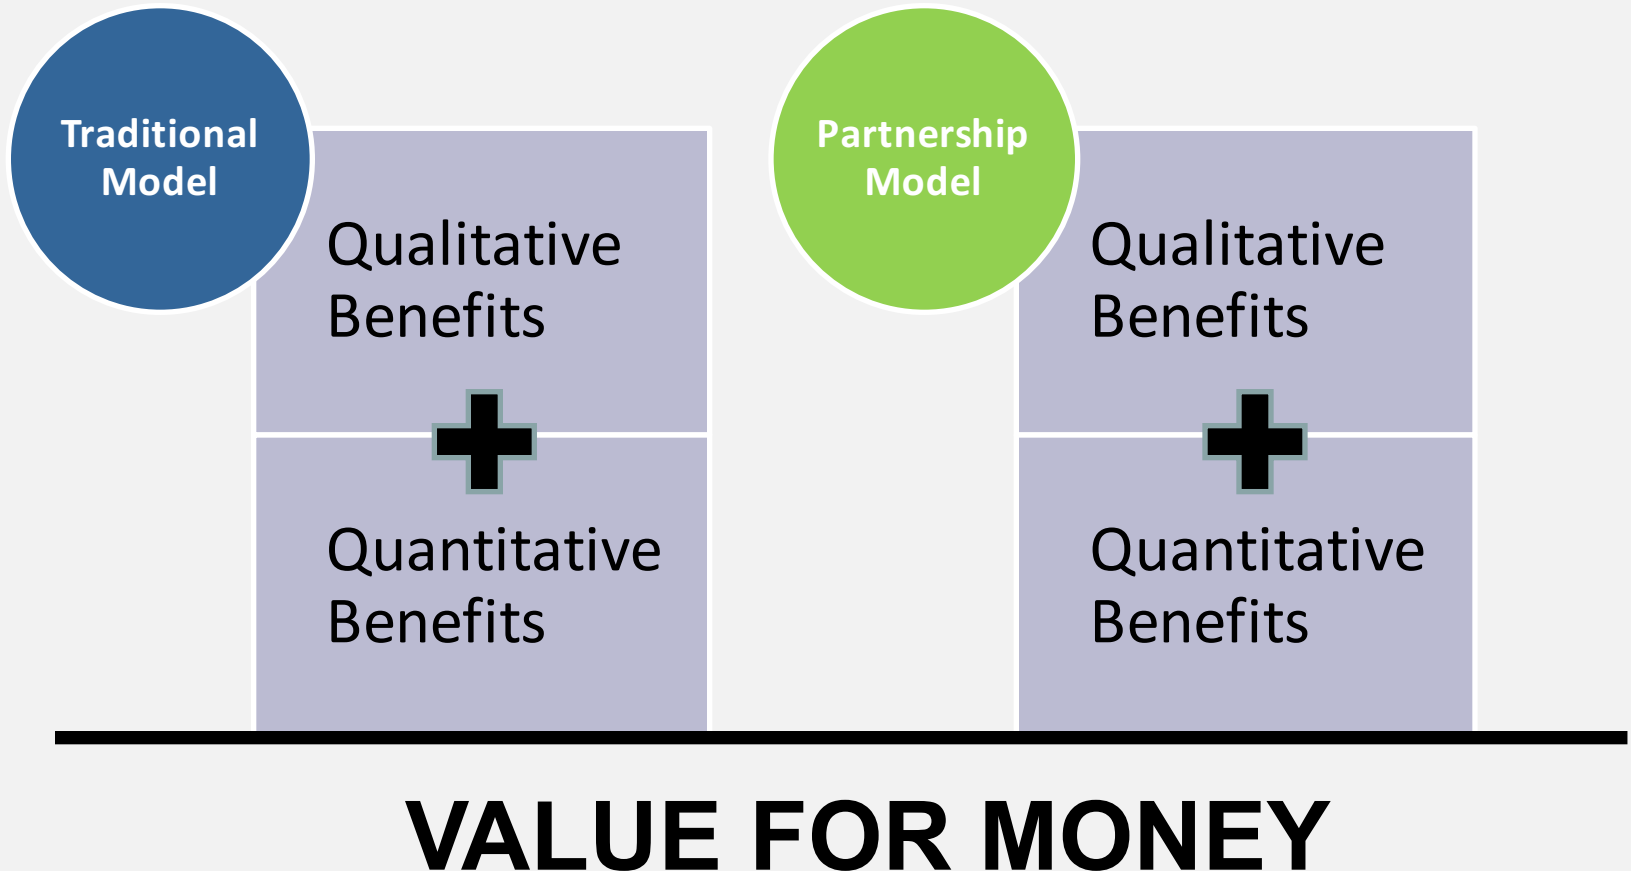 Traditional
Model
Qualitative
Benefits
Quantitative
Benefits
Partnership
Model
Qualitative
Benefits
Quantitative
Benefits
VALUE FOR MONEY